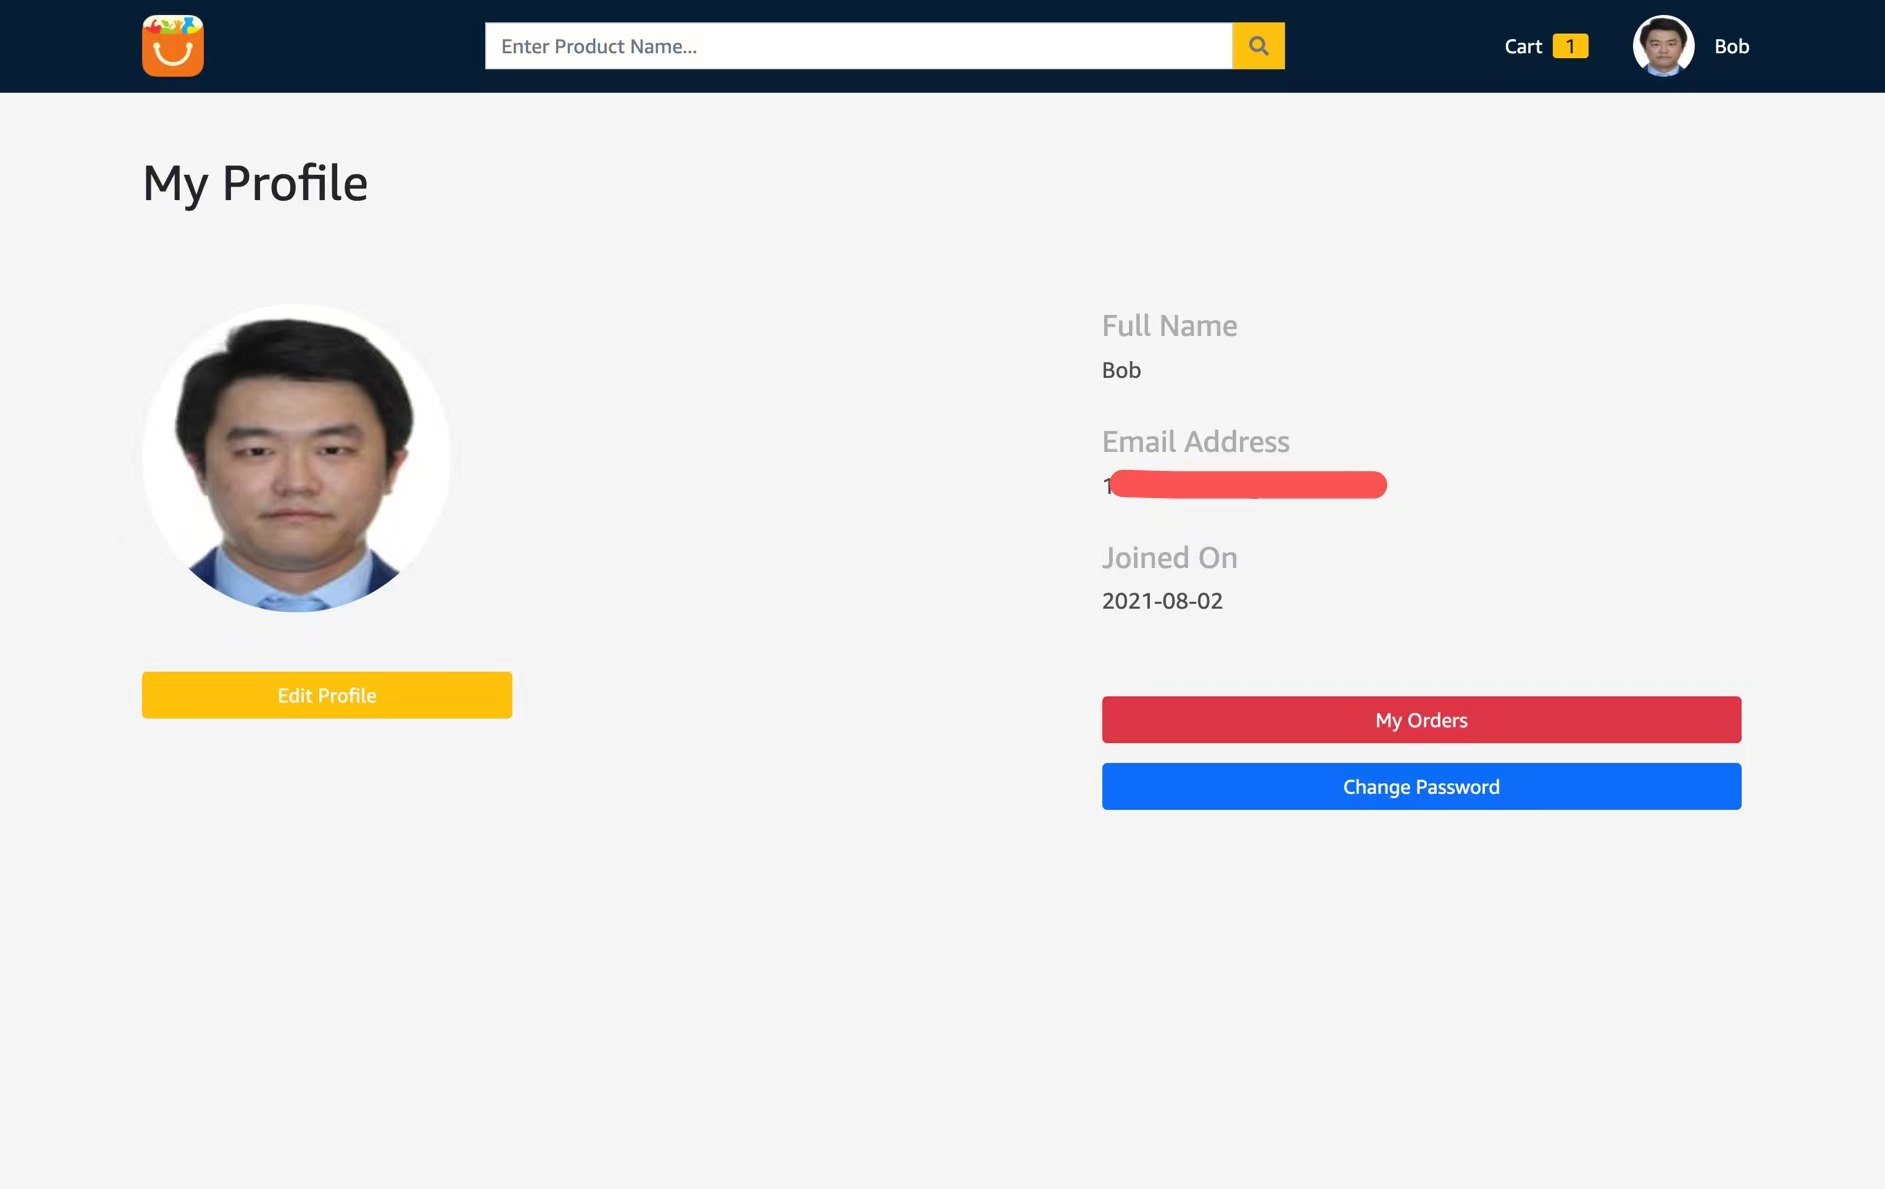 Enter Product Name...
Cart 1
Bob
My Profile
Full Name
Bob
Email Address
1
Joined On
2021-08-02
Edit Profile
My Orders
Change Password